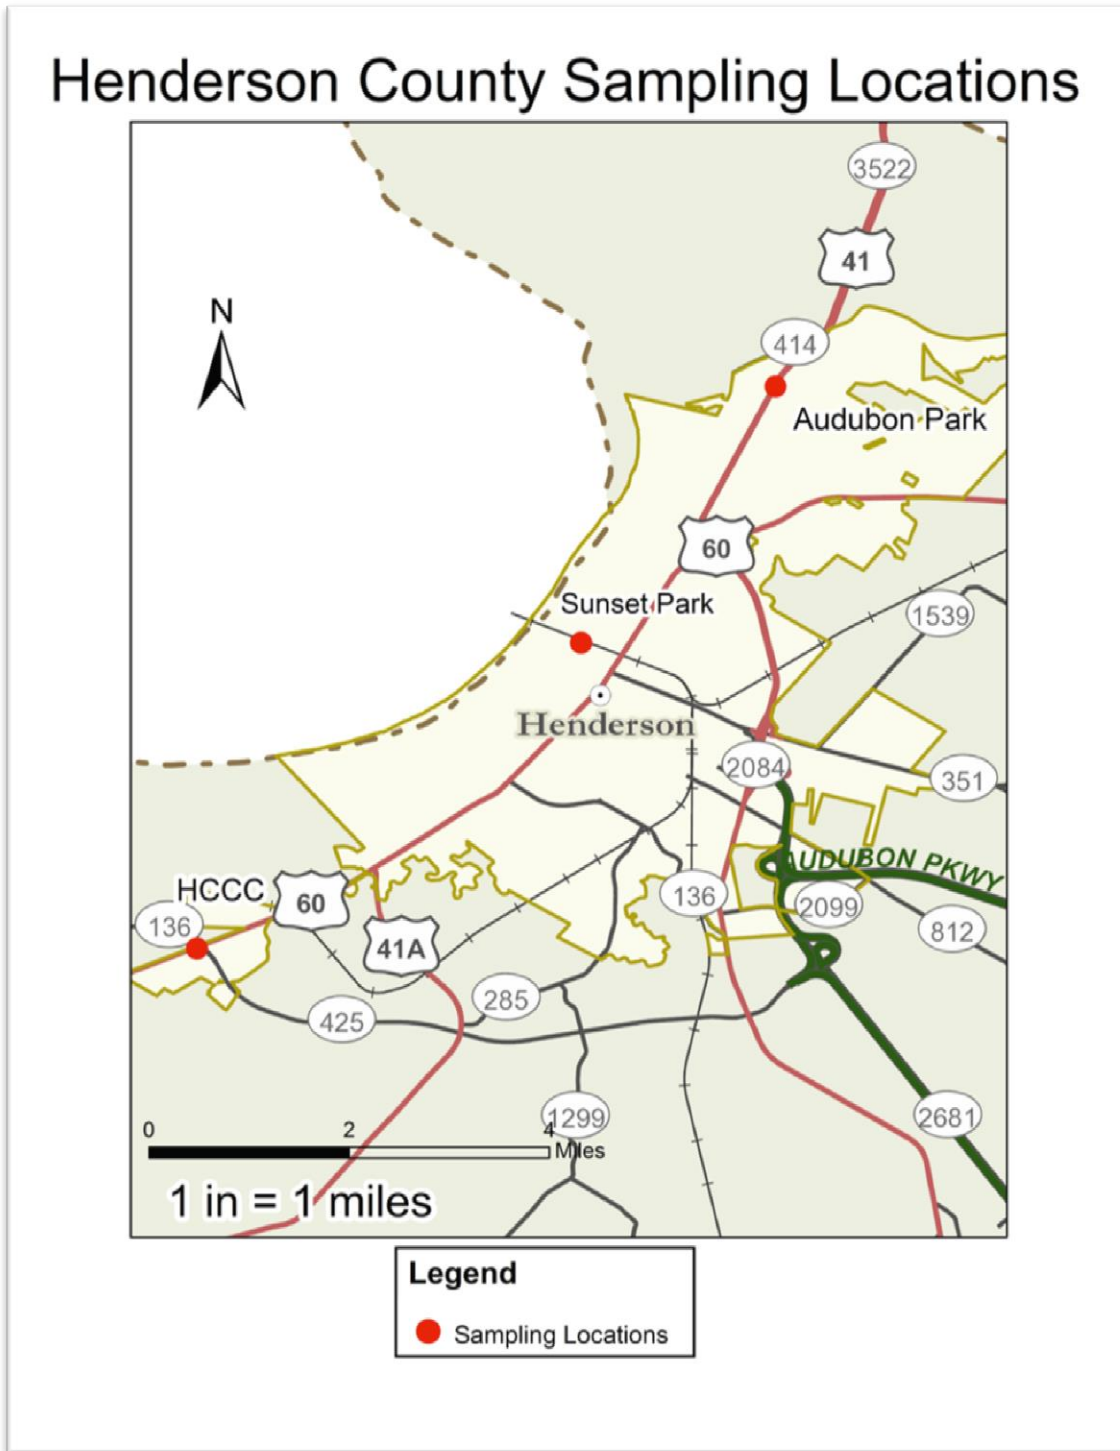 Henderson County Sampling Locations
3522
41
N
414
Audubon Park
60
Sunset Park
1539
Henderson
2084
351
AUDUBON PKWY
HCCC
60
136
2099
136
812
41A
285
425
1299
2681
0 2 4
Miles
1 in = 1 miles
Legend
Sampling Locations